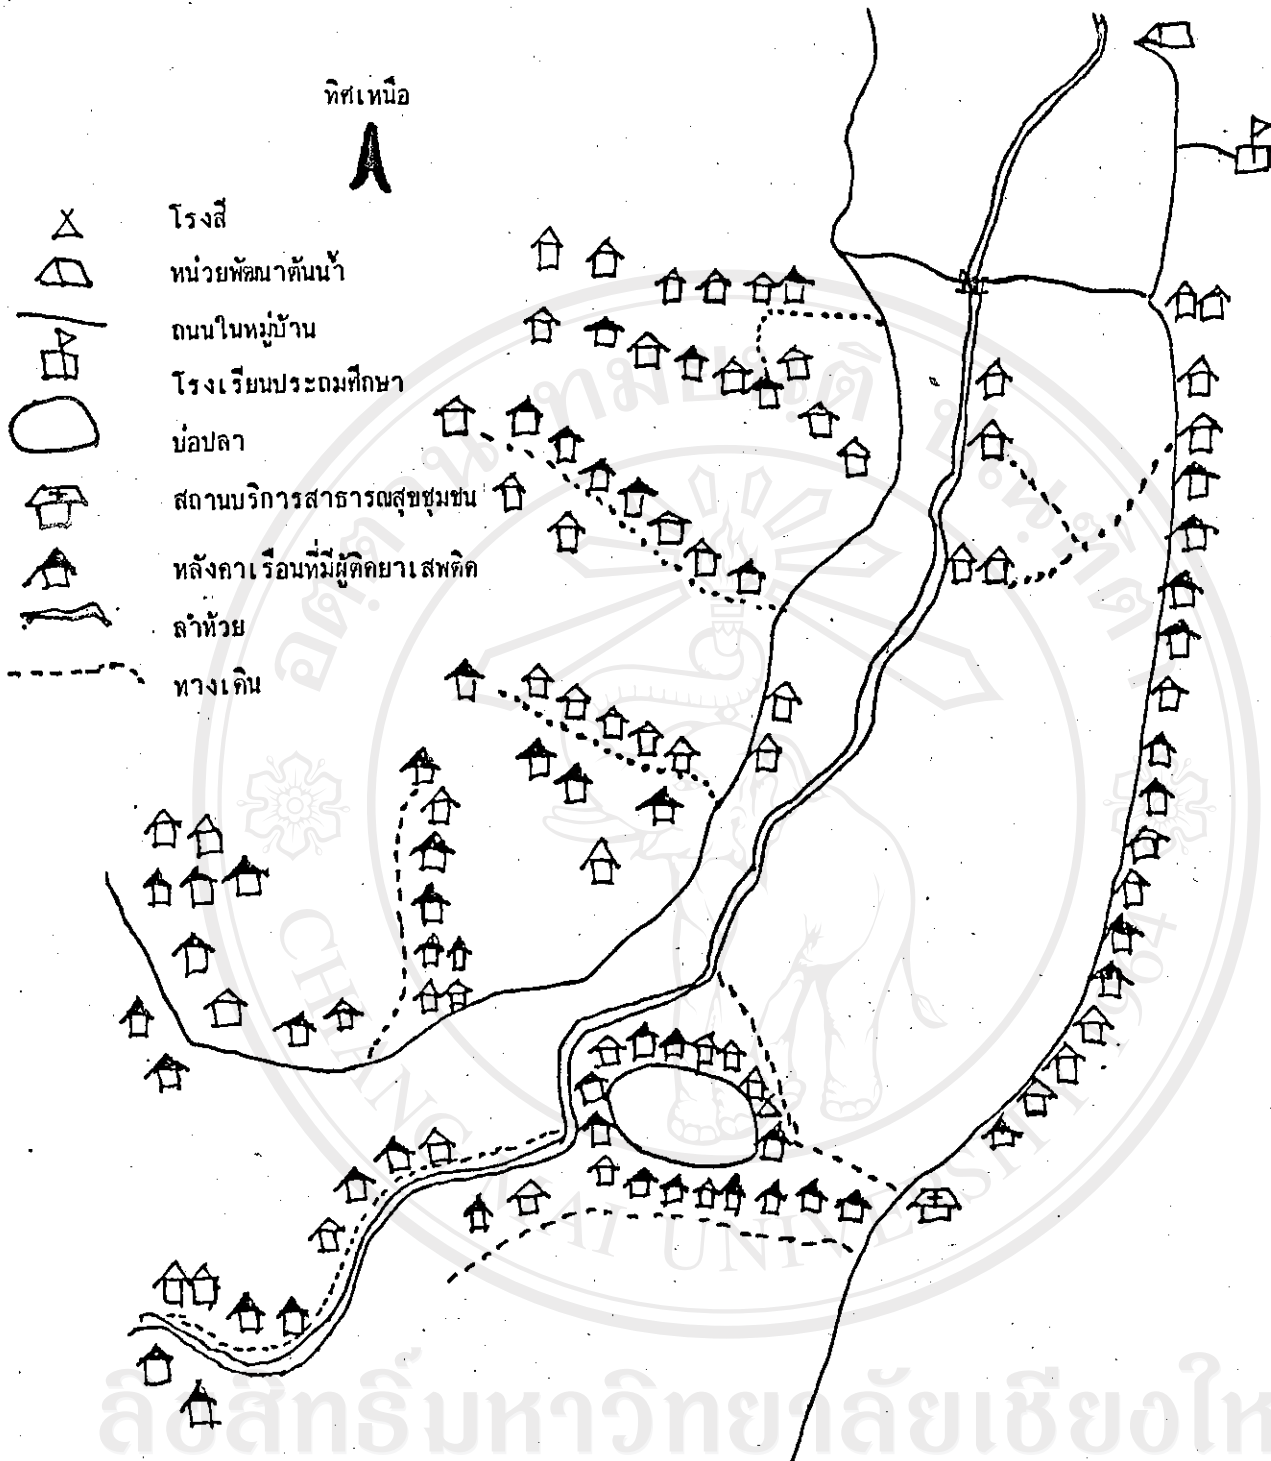 ทิศเหนือ
โรงสี
หน่วยพัฒนาต้นน้ำ
ถนนในหมู่บ้าน
โรงเรียนประถมศึกษา
บ่อปลา
สถานบริการสาธารณสุขชุมชน
หลังคาเรือนที่มีผู้ติดยาเสพติด
ลำห้วย
ทางเดิน
CHIANG MAI UNIVERSITY 1964
ลิขสิทธิ์มหาวิทยาลัยเชียงให